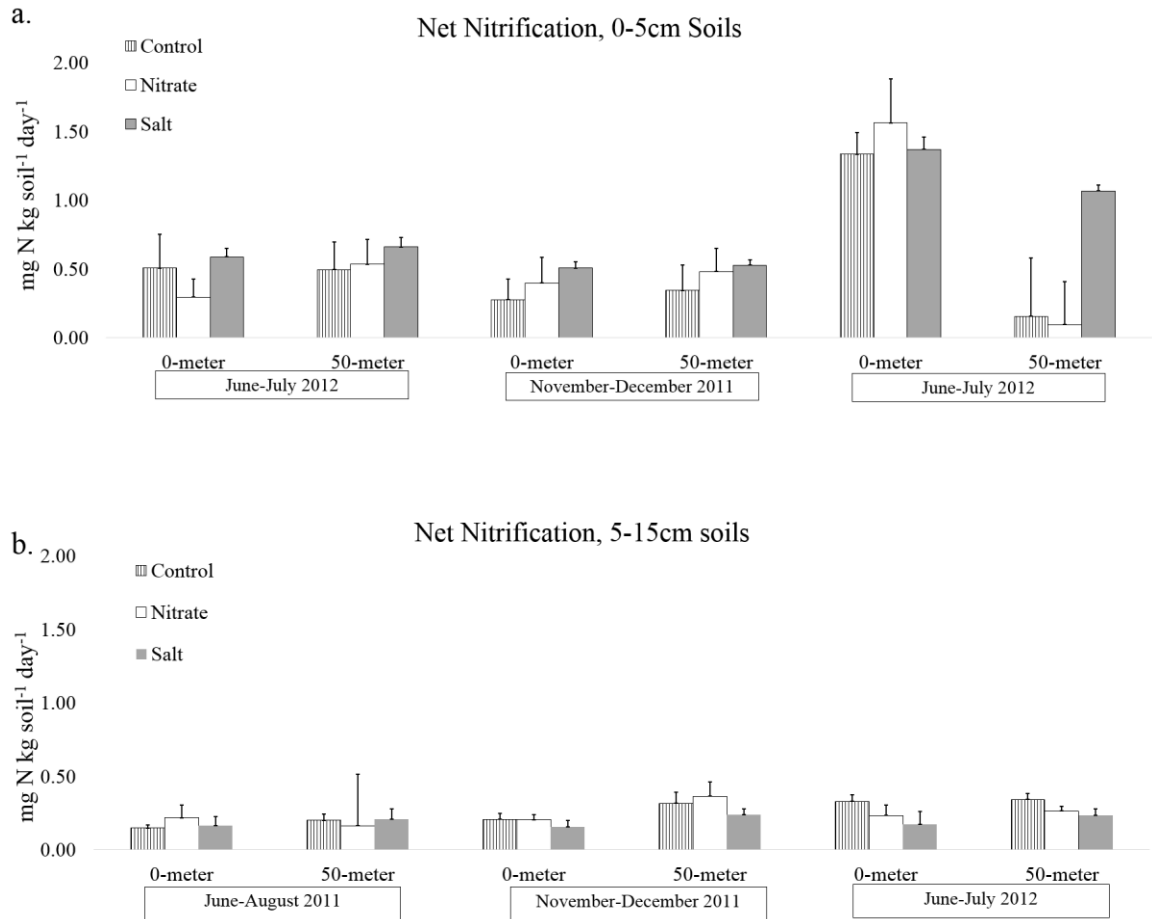 a.
Net Nitrification, 0-5cm Soils
Control
Nitrate
Salt
mg N kg soil⁻¹ day⁻¹
2.00
1.50
1.00
0.50
0.00
0-meter 50-meter 0-meter 50-meter 0-meter 50-meter
June-July 2012 November-December 2011 June-July 2012
b.
Net Nitrification, 5-15cm soils
Control
Nitrate
Salt
mg N kg soil⁻¹ day⁻¹
2.00
1.50
1.00
0.50
0.00
0-meter 50-meter 0-meter 50-meter 0-meter 50-meter
June-August 2011 November-December 2011 June-July 2012